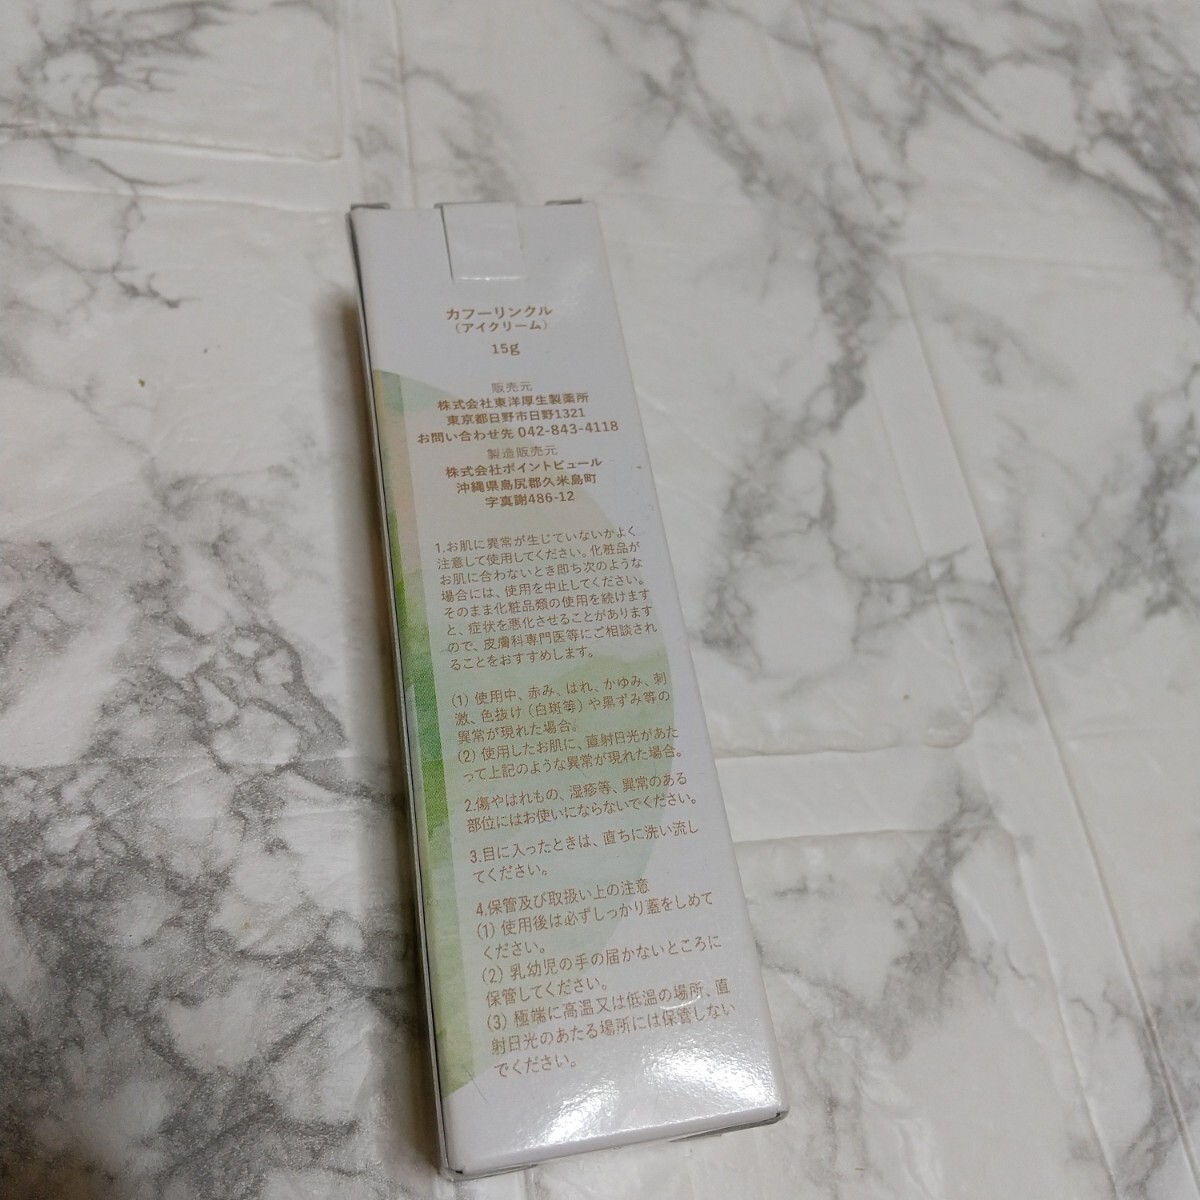 カフーリンクル
（アイクリーム）
15g
販売元
株式会社東洋厚生製薬所
東京都日野市日野1321
お問い合わせ先 042-843-4118
製造販売元
株式会社ポイントピュール
沖縄県島尻郡久米島町
字真謝486-12
1.お肌に異常が生じていないかよく
注意して使用してください。化粧品が
お肌に合わないとき即ち次のような
場合には、使用を中止してください。
そのまま化粧品類の使用を続けます
と、症状を悪化させることがあります
ので、皮膚科専門医等にご相談され
ることをおすすめします。
(1) 使用中、赤み、はれ、かゆみ、刺
激、色抜け（白斑等）や黒ずみ等の
異常が現れた場合。
(2) 使用したお肌に、直射日光があた
って上記のような異常が現れた場合。
2.傷やはれもの、湿疹等、異常のある
部位にはお使いにならないでください。
3.目に入ったときは、直ちに洗い流し
てください。
4.保管及び取扱い上の注意
(1) 使用後は必ずしっかり蓋をしめて
ください。
(2) 乳幼児の手の届かないところに
保管してください。
(3) 極端に高温又は低温の場所、直
射日光のあたる場所には保管しない
でください。